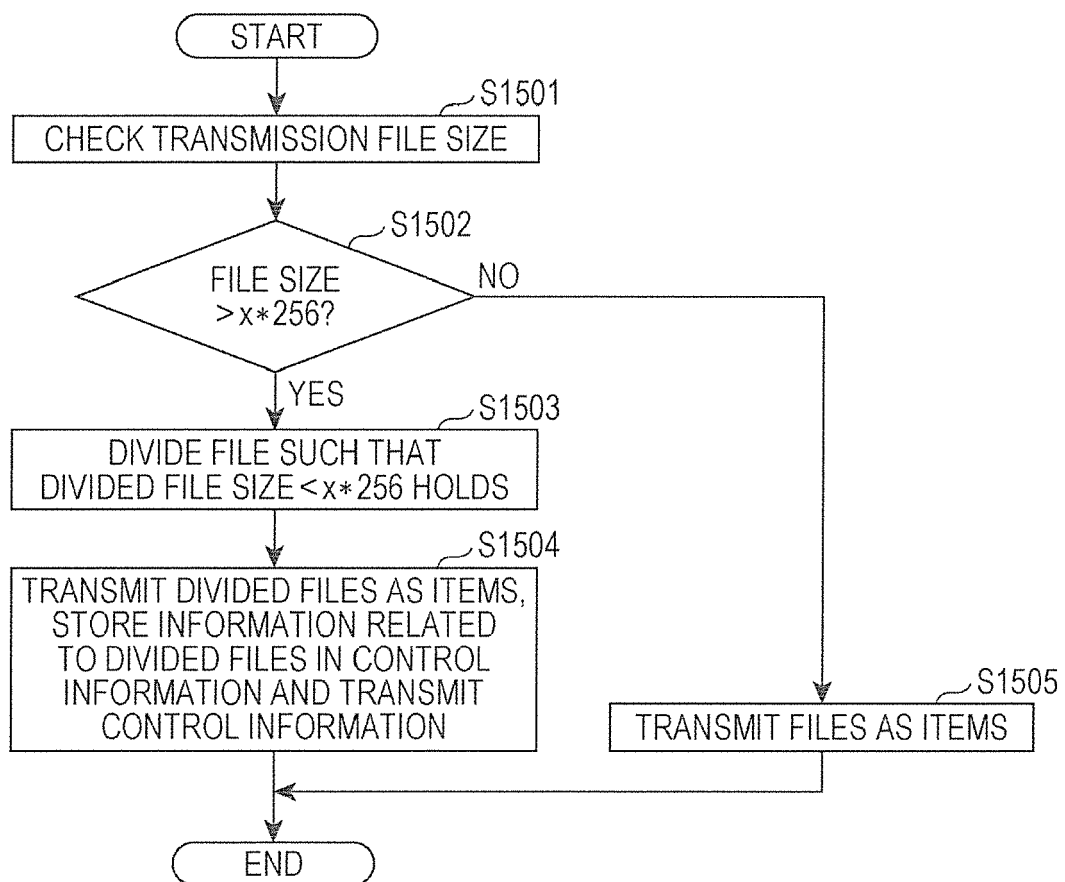 START
S1501
CHECK TRANSMISSION FILE SIZE
S1502
FILE SIZE
>x*256?
NO
YES
S1503
DIVIDE FILE SUCH THAT
DIVIDED FILE SIZE<x*256 HOLDS
S1504
TRANSMIT DIVIDED FILES AS ITEMS,
STORE INFORMATION RELATED
TO DIVIDED FILES IN CONTROL
INFORMATION AND TRANSMIT
CONTROL INFORMATION
S1505
TRANSMIT FILES AS ITEMS
END